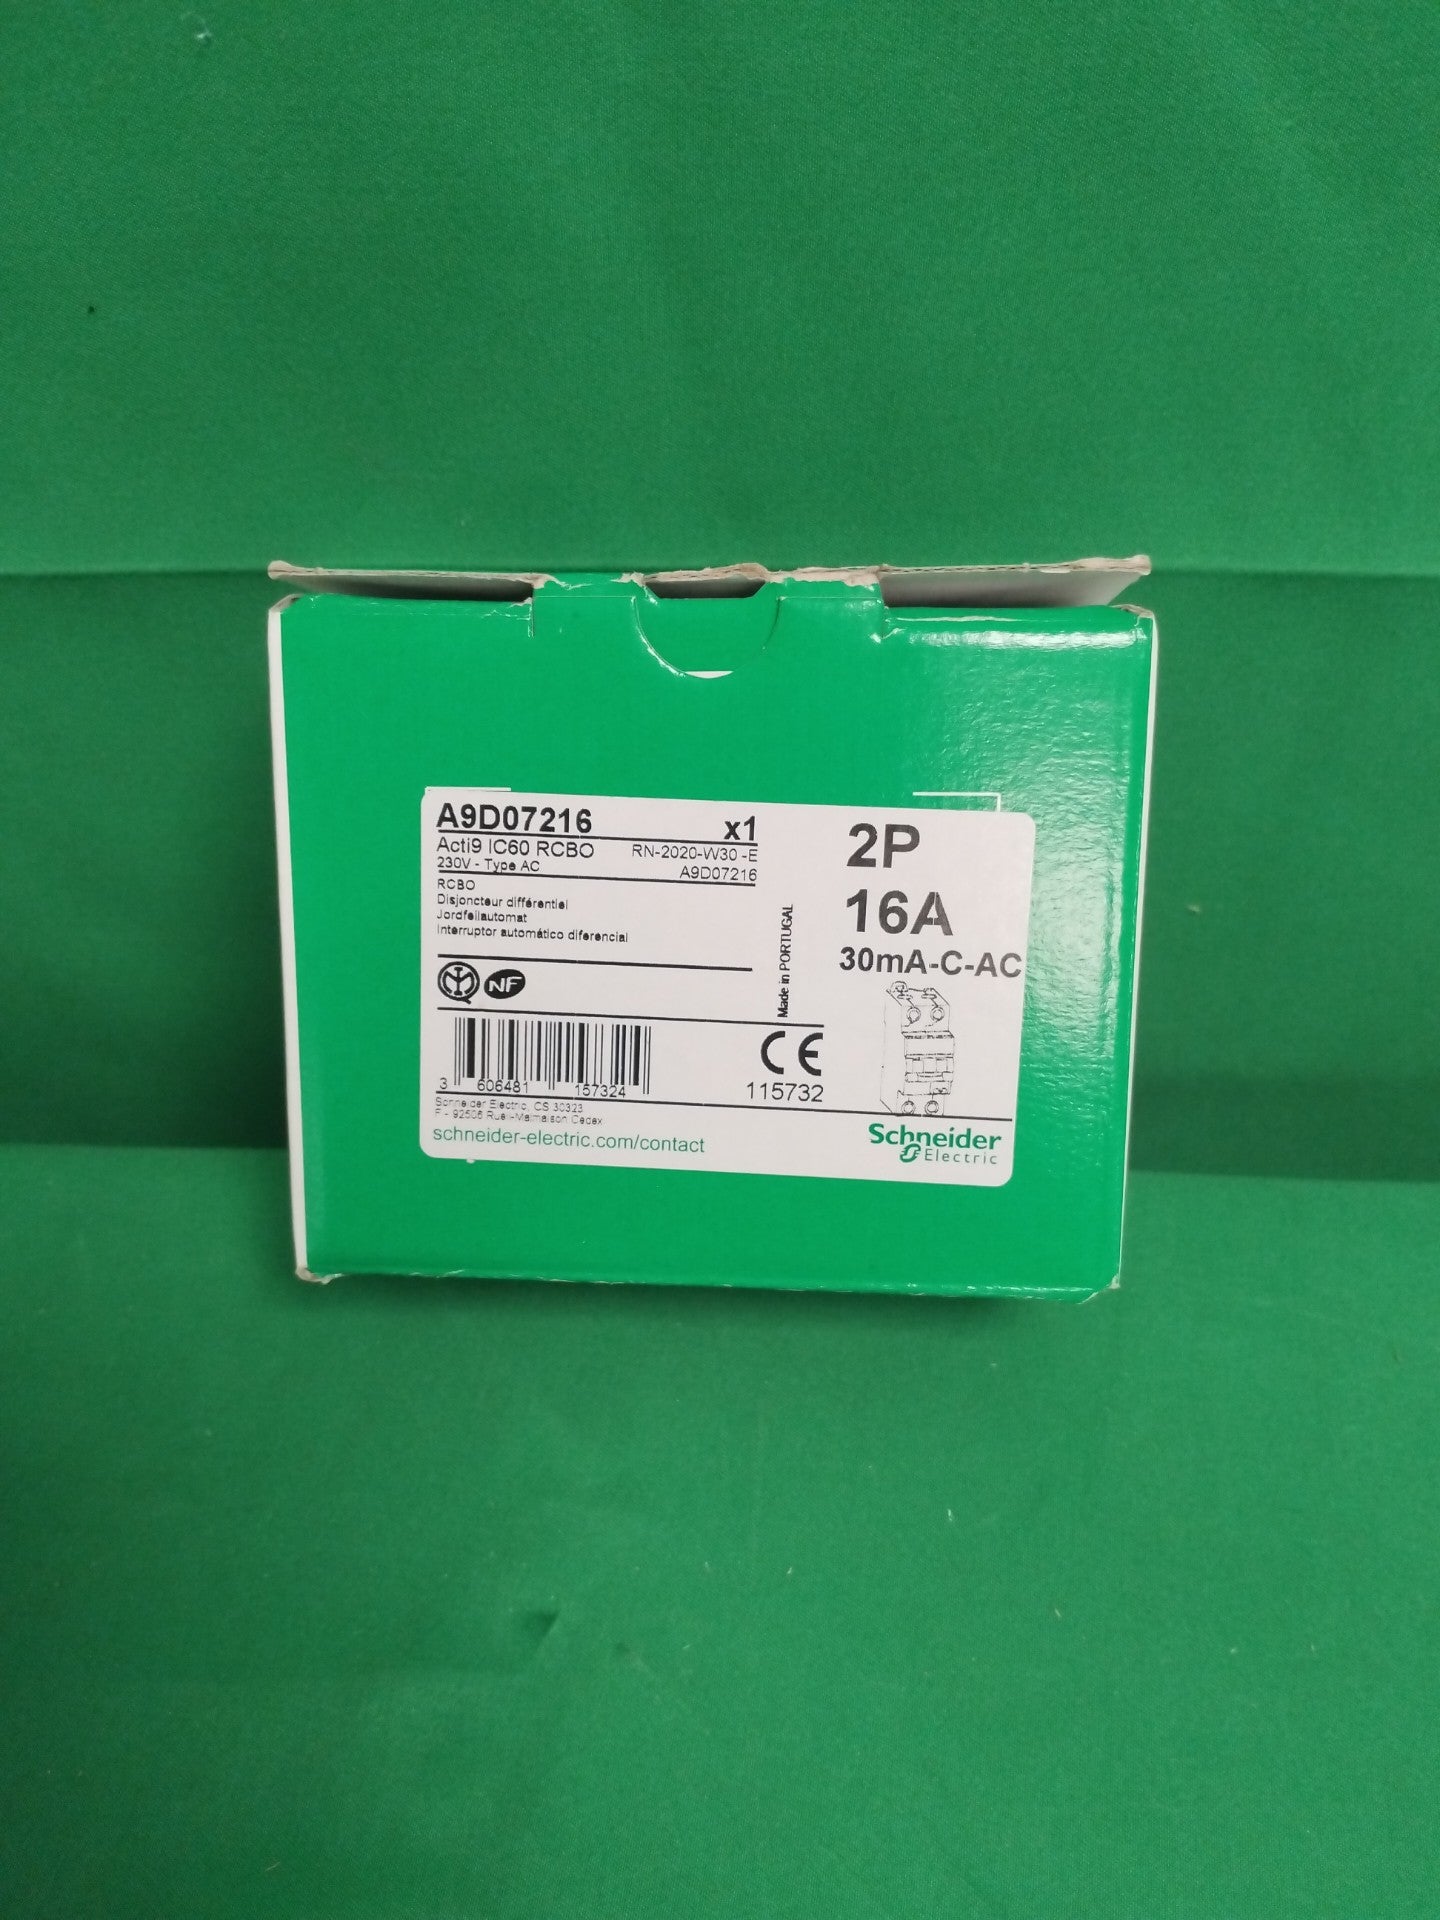 A9D07216 x1
Acti9 IC60 RCBO RN-2020-W30 -E
230V - Type AC A9D07216
RCBO
Disjoncteur différentiel
Jordfeilautomat
Interruptor automático diferencial
Made in PORTUGAL
2P
16A
30mA-C-AC
NF
CE
3 606481 157324
115732
Schneider Electric, CS 30323
F - 92506 Rueil-Malmaison Cedex
schneider-electric.com/contact
Schneider
Electric